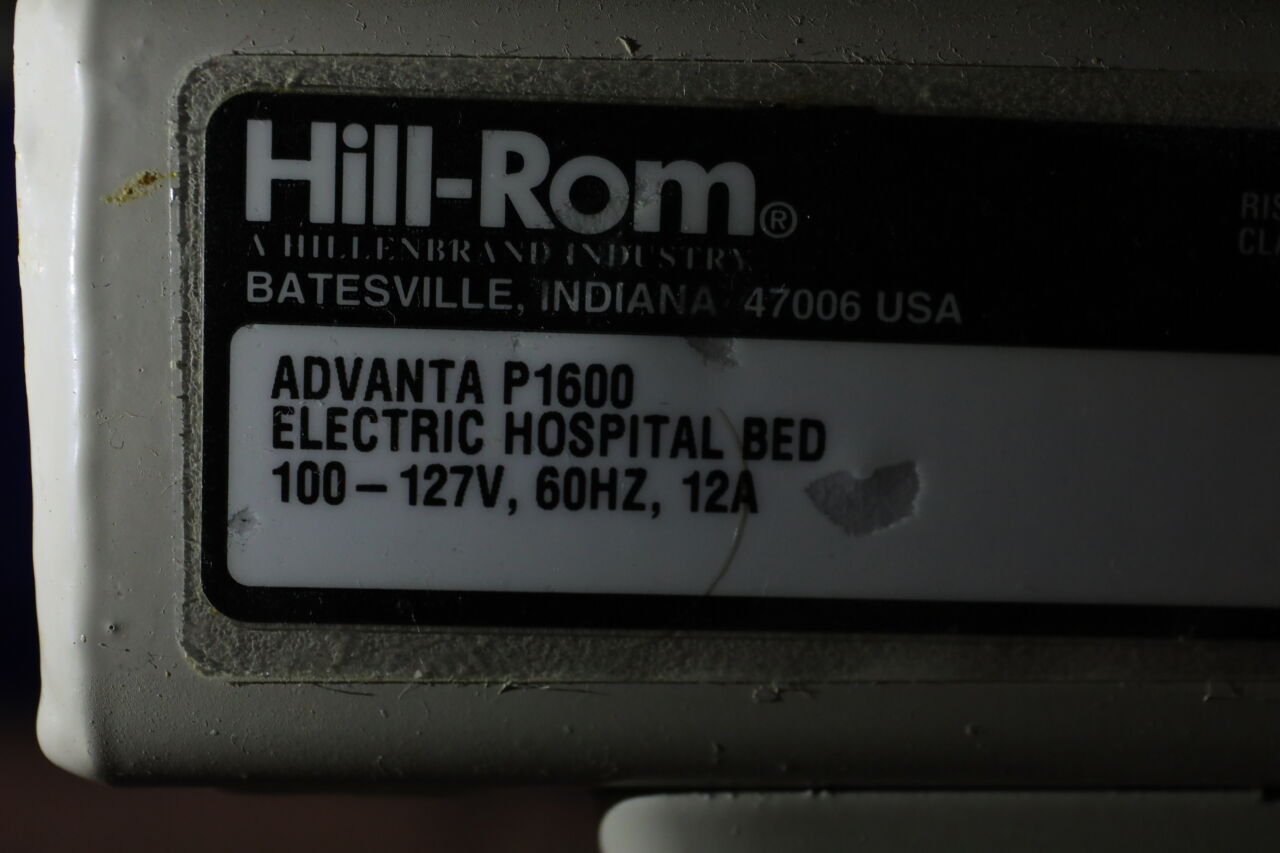 Hill-Rom®
A HILLENBRAND INDUSTRY
BATESVILLE, INDIANA 47006 USA
ADVANTA P1600
ELECTRIC HOSPITAL BED
100-127V, 60HZ, 12A